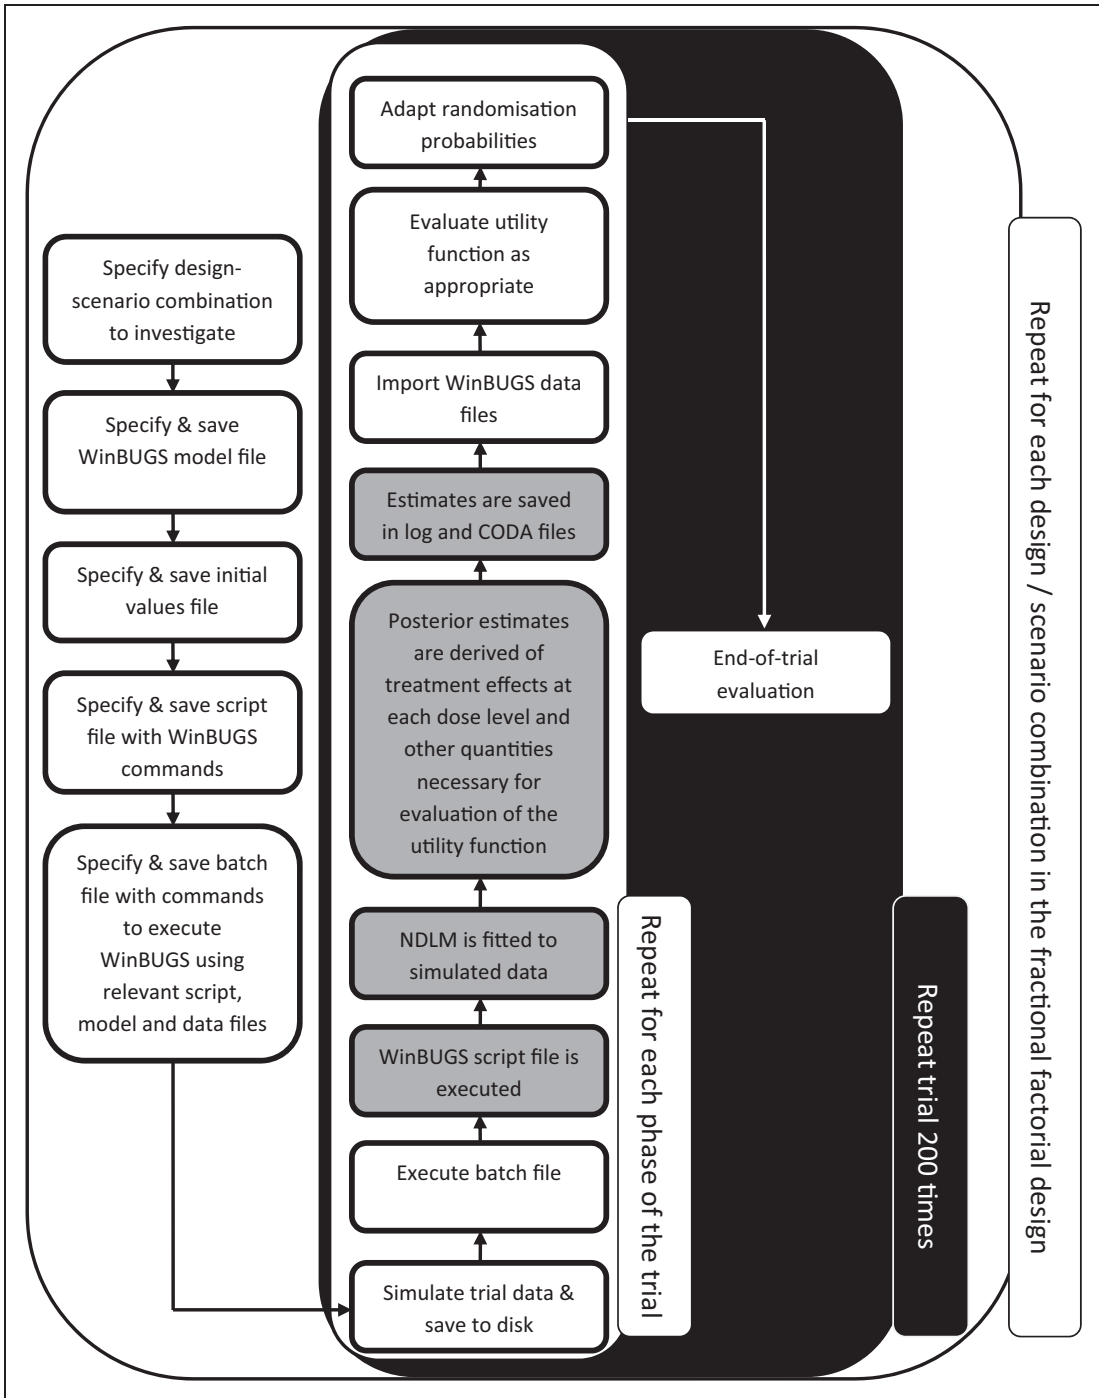 Specify design-
scenario combination
to investigate
Specify & save
WinBUGS model file
Specify & save initial
values file
Specify & save script
file with WinBUGS
commands
Specify & save batch
file with commands
to execute
WinBUGS using
relevant script,
model and data files
Adapt randomisation
probabilities
Evaluate utility
function as
appropriate
Import WinBUGS data
files
Estimates are saved
in log and CODA files
Posterior estimates
are derived of
treatment effects at
each dose level and
other quantities
necessary for
evaluation of the
utility function
NDLM is fitted to
simulated data
WinBUGS script file is
executed
Execute batch file
Simulate trial data &
save to disk
End-of-trial
evaluation
Repeat for each phase of the trial
Repeat trial 200 times
Repeat for each design / scenario combination in the fractional factorial design